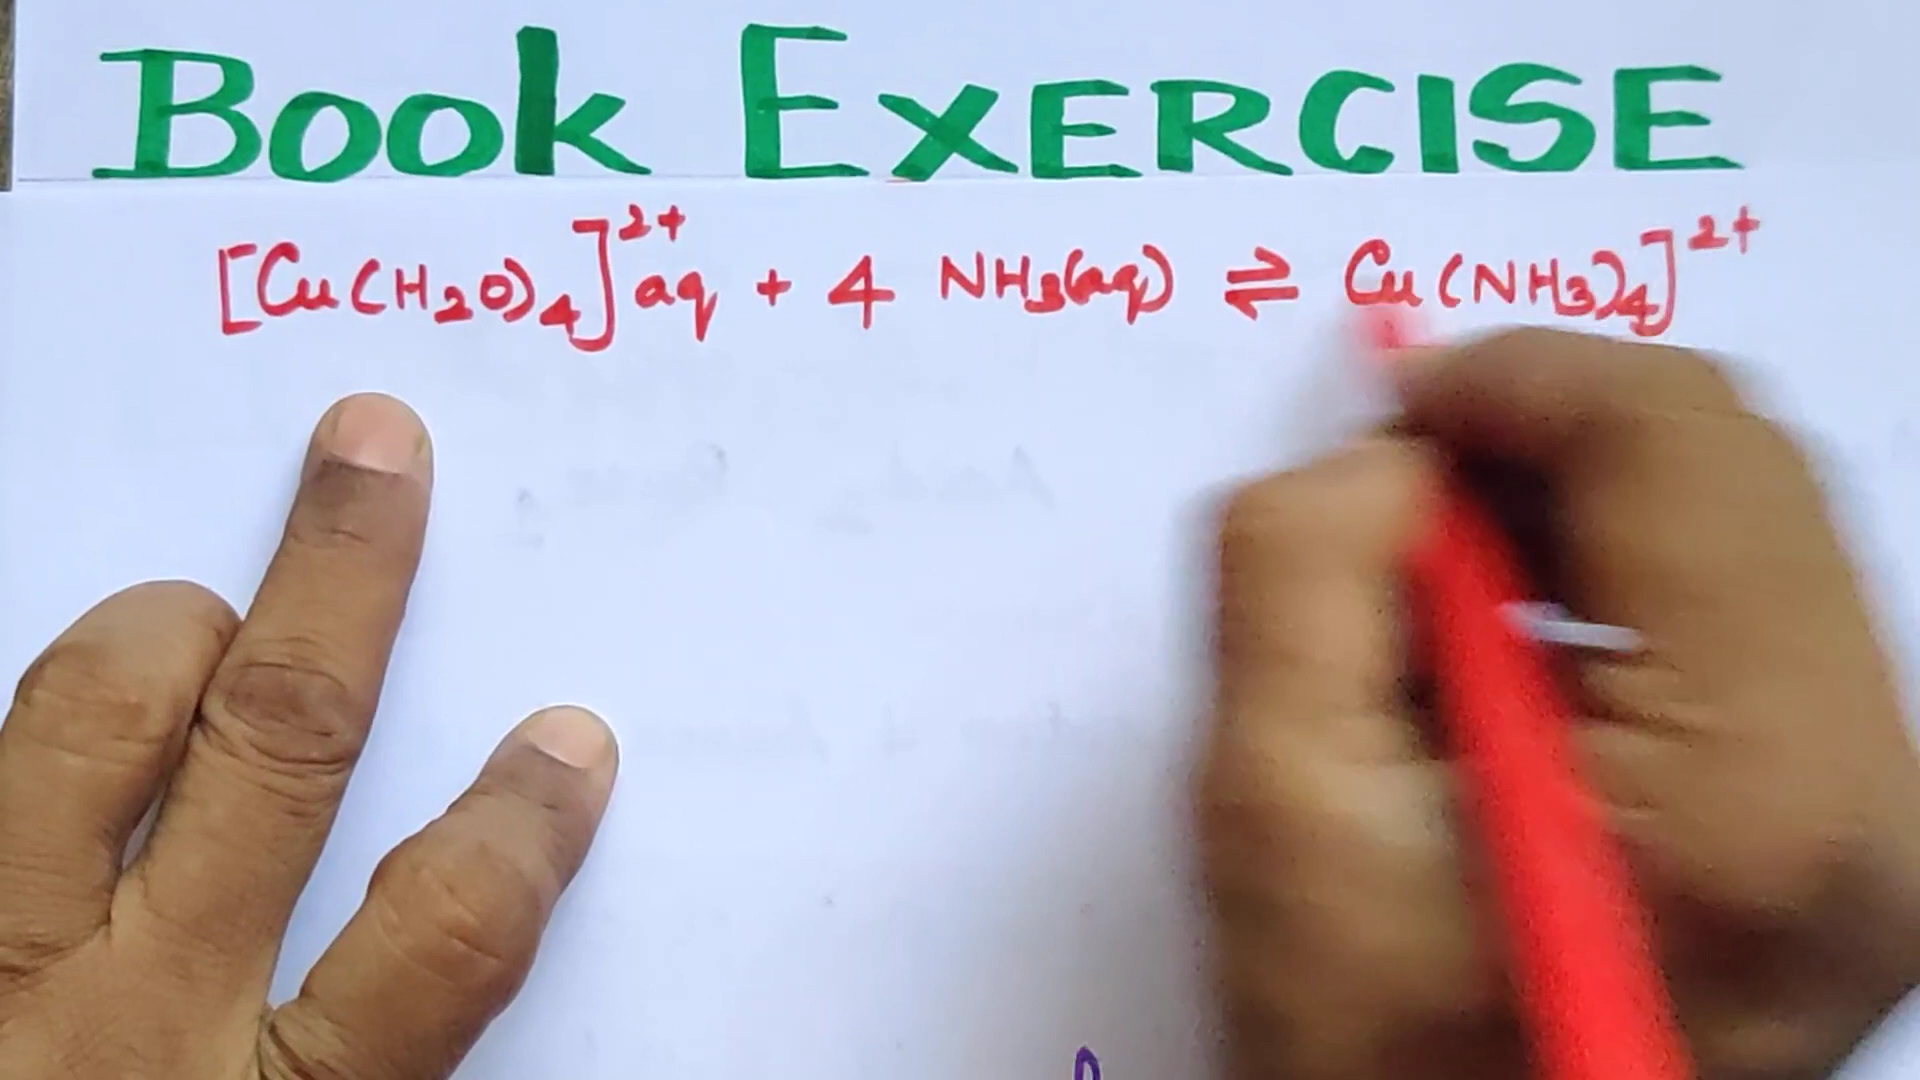 Book Exercise
[Cu(H₂O)₄]²⁺aq + 4 NH₃(aq) ⇌ Cu(NH₃)₄]²⁺